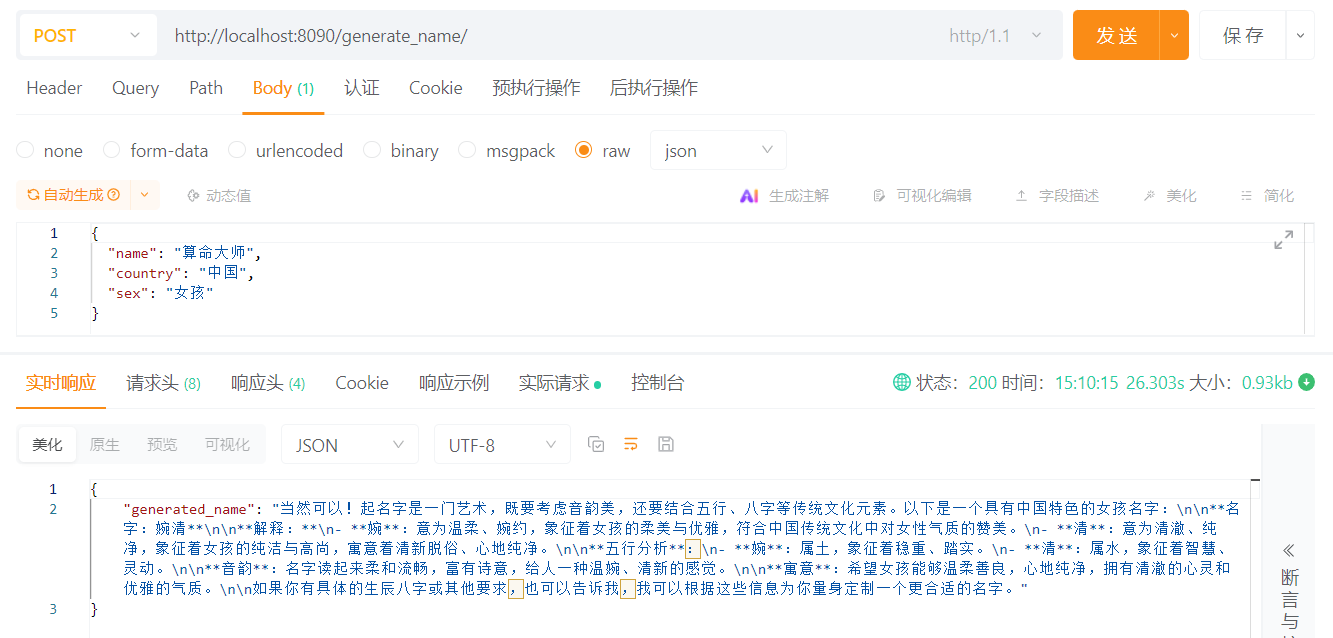 POST http://localhost:8090/generate_name/ http/1.1 发送 保存
Header Query Path Body (1) 认证 Cookie 预执行操作 后执行操作
none form-data urlencoded binary msgpack raw json
自动生成 动态值 AI 生成注解 可视化编辑 字段描述 美化 简化
1 {
2 "name": "算命大师",
3 "country": "中国",
4 "sex": "女孩"
5 }
实时响应 请求头 (8) 响应头 (4) Cookie 响应示例 实际请求 控制台 状态: 200 时间: 15:10:15 26.303s 大小: 0.93kb
美化 原生 预览 可视化 JSON UTF-8
1 {
2 "generated_name": "当然可以！起名字是一门艺术，既要考虑音韵美，还要结合五行、八字等传统文化元素。以下是一个具有中国特色的女孩名字：\n\n**名
字：婉清**\n\n**解释：**\n- **婉**：意为温柔、婉约，象征着女孩的柔美与优雅，符合中国传统文化中对女性气质的赞美。\n- **清**：意为清澈、纯
净，象征着女孩的纯洁与高尚，寓意着清新脱俗、心地纯净。\n\n**五行分析**：\n- **婉**：属土，象征着稳重、踏实。\n- **清**：属水，象征着智慧、
灵动。\n\n**音韵**：名字读起来柔和流畅，富有诗意，给人一种温婉、清新的感觉。\n\n**寓意**：希望女孩能够温柔善良，心地纯净，拥有清澈的心灵和
优雅的气质。\n\n如果你有具体的生辰八字或其他要求，也可以告诉我，我可以根据这些信息为你量身定制一个更合适的名字。"
3 }
断言与